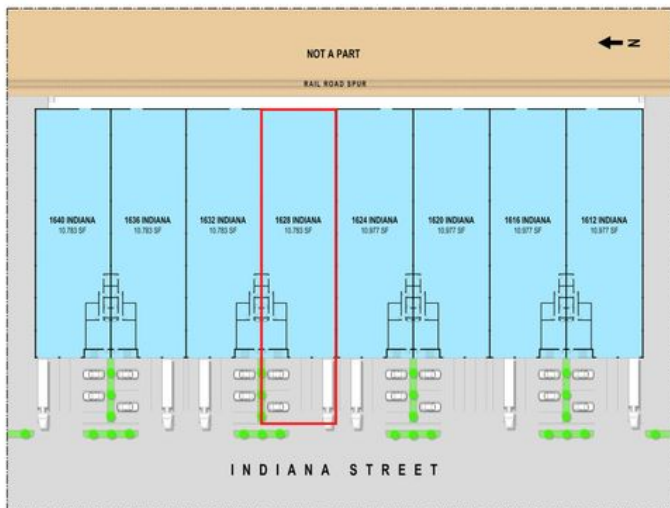 NOT A PART
N
RAIL ROAD SPUR
1640 INDIANA
10.783 SF
1636 INDIANA
10.783 SF
1632 INDIANA
10.783 SF
1628 INDIANA
10.783 SF
1624 INDIANA
10.977 SF
1620 INDIANA
10.977 SF
1616 INDIANA
10.977 SF
1612 INDIANA
10.977 SF
INDIANA STREET